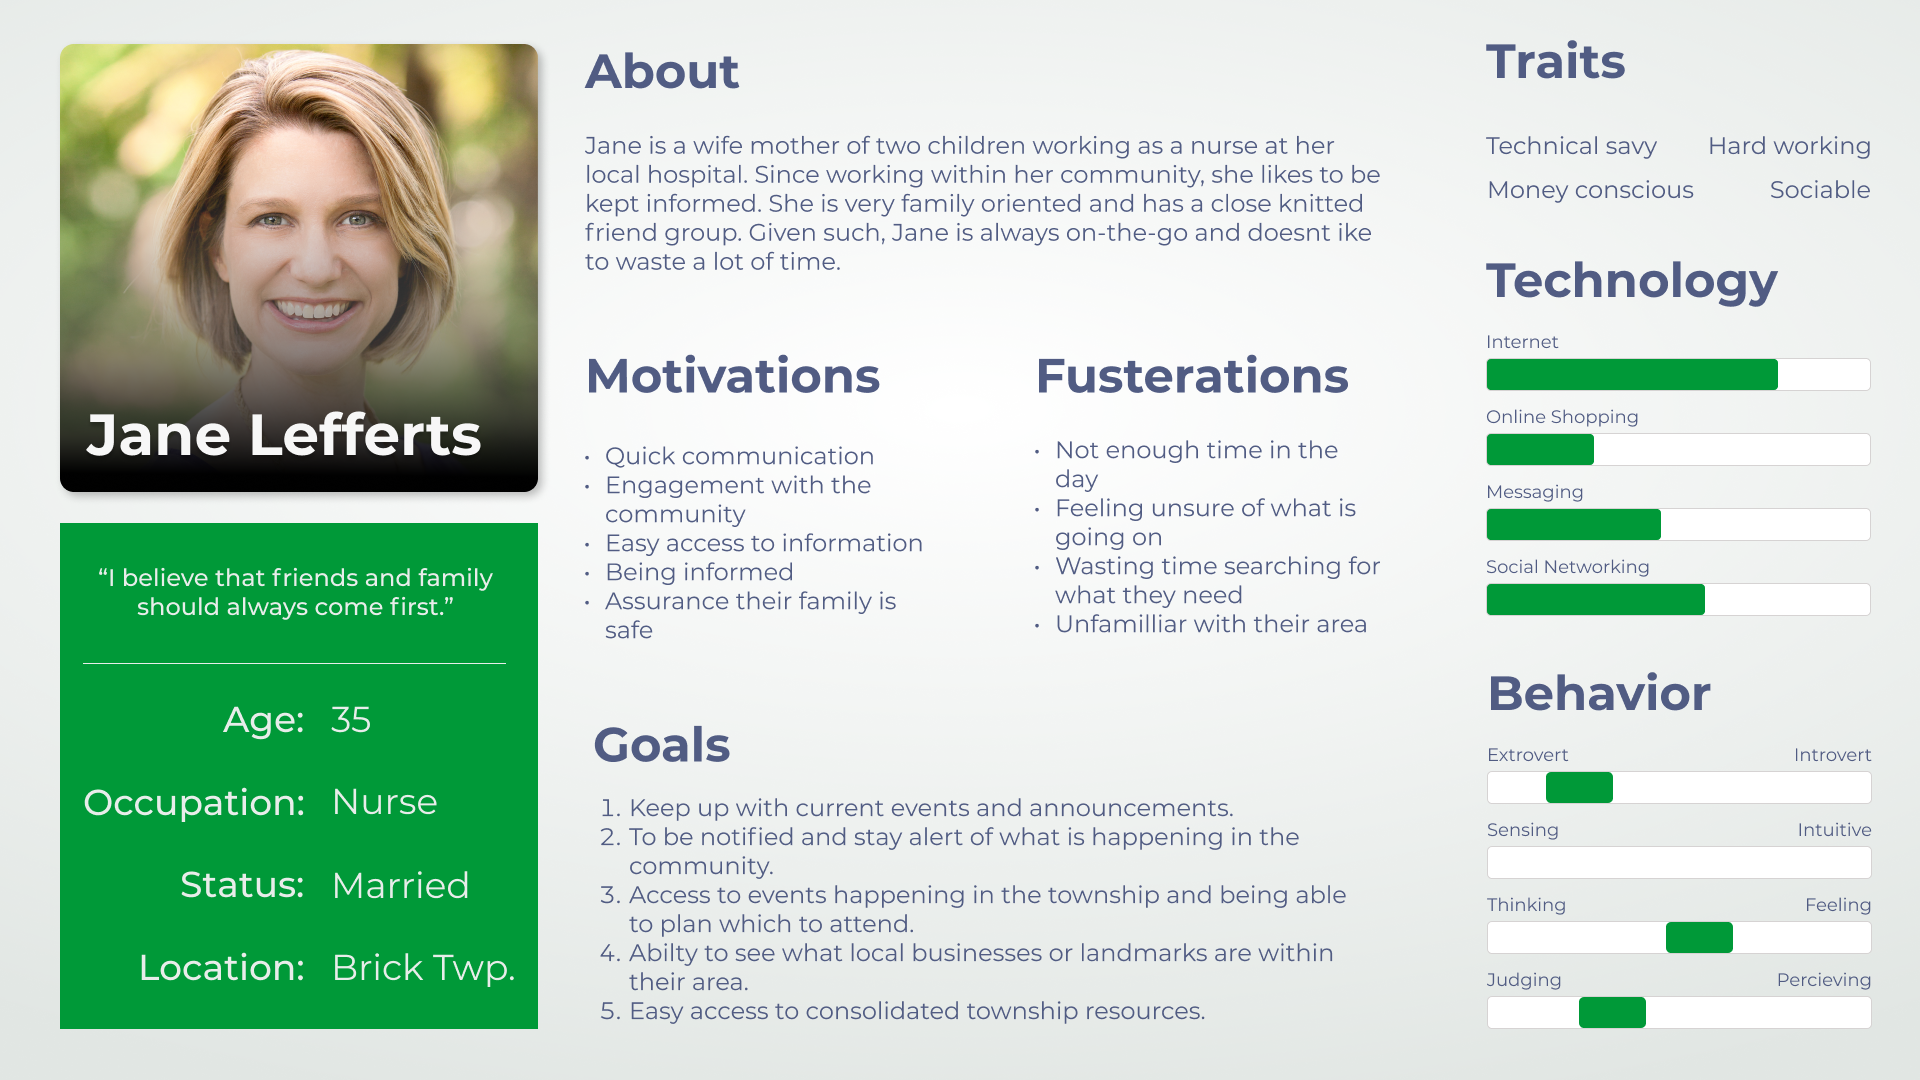 Jane Lefferts
“I believe that friends and family
should always come first.”
Age: 35
Occupation: Nurse
Status: Married
Location: Brick Twp.
About
Jane is a wife mother of two children working as a nurse at her
local hospital. Since working within her community, she likes to be
kept informed. She is very family oriented and has a close knitted
friend group. Given such, Jane is always on-the-go and doesnt ike
to waste a lot of time.
Motivations
• Quick communication
• Engagement with the
community
• Easy access to information
• Being informed
• Assurance their family is
safe
Fusterations
• Not enough time in the
day
• Feeling unsure of what is
going on
• Wasting time searching for
what they need
• Unfamilliar with their area
Goals
1. Keep up with current events and announcements.
2. To be notified and stay alert of what is happening in the
community.
3. Access to events happening in the township and being able
to plan which to attend.
4. Abilty to see what local businesses or landmarks are within
their area.
5. Easy access to consolidated township resources.
Traits
Technical savy Hard working
Money conscious Sociable
Technology
Internet
Online Shopping
Messaging
Social Networking
Behavior
Extrovert Introvert
Sensing Intuitive
Thinking Feeling
Judging Percieving